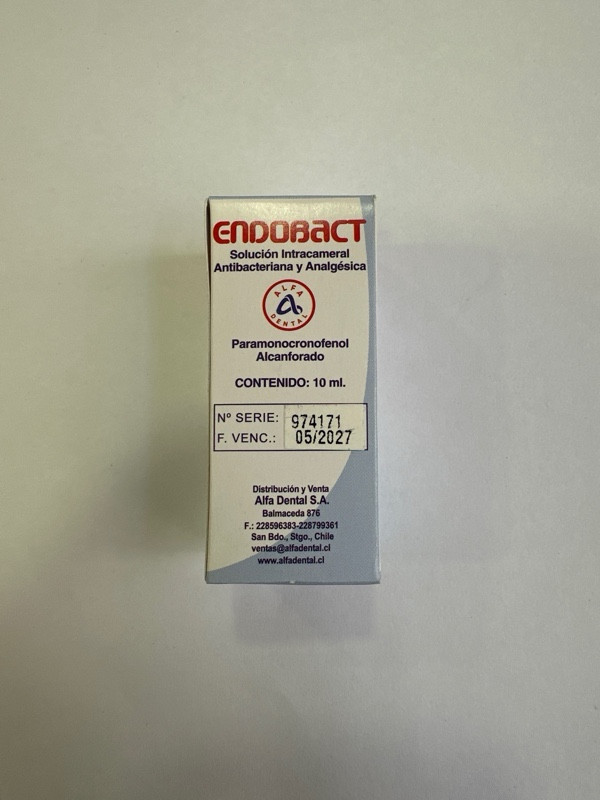 ENDOBACT
Solución Intracameral
Antibacteriana y Analgésica
ALFA
DENTAL
Paramonocronofenol
Alcanforado
CONTENIDO: 10 ml.
Nº SERIE: 974171
F. VENC.: 05/2027
Distribución y Venta
Alfa Dental S.A.
Balmaceda 876
F.: 228596383-228799361
San Bdo., Stgo., Chile
ventas@alfadental.cl
www.alfadental.cl